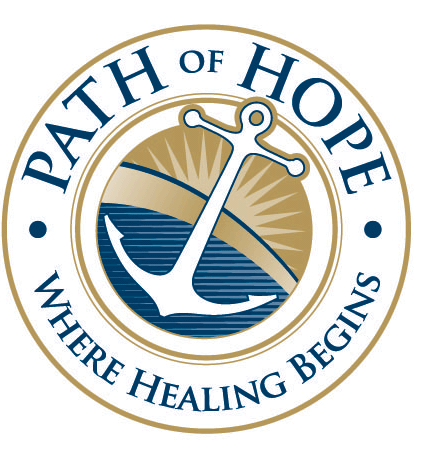 PATH OF HOPE
WHERE HEALING BEGINS